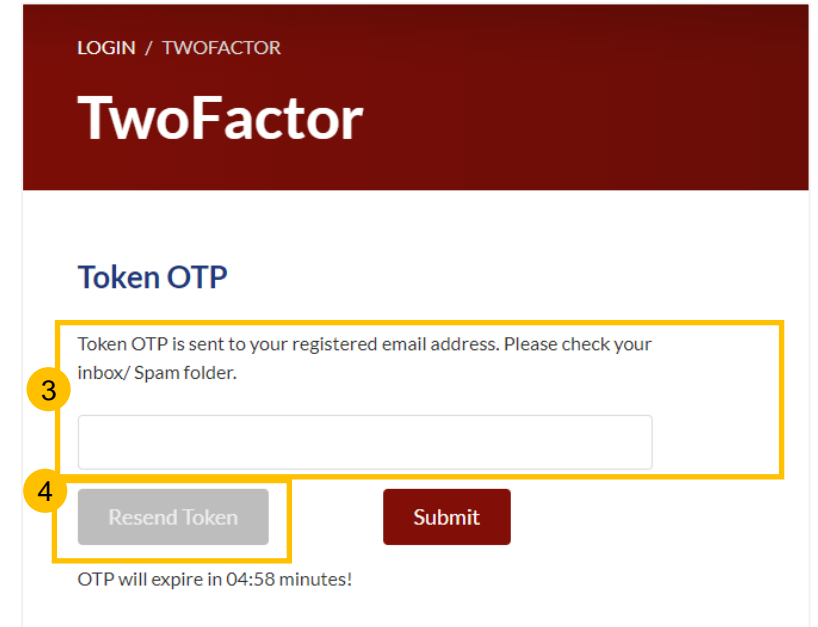 LOGIN / TWOFACTOR
TwoFactor
Token OTP
Token OTP is sent to your registered email address. Please check your
inbox/ Spam folder.
3
4
Resend Token
Submit
OTP will expire in 04:58 minutes!